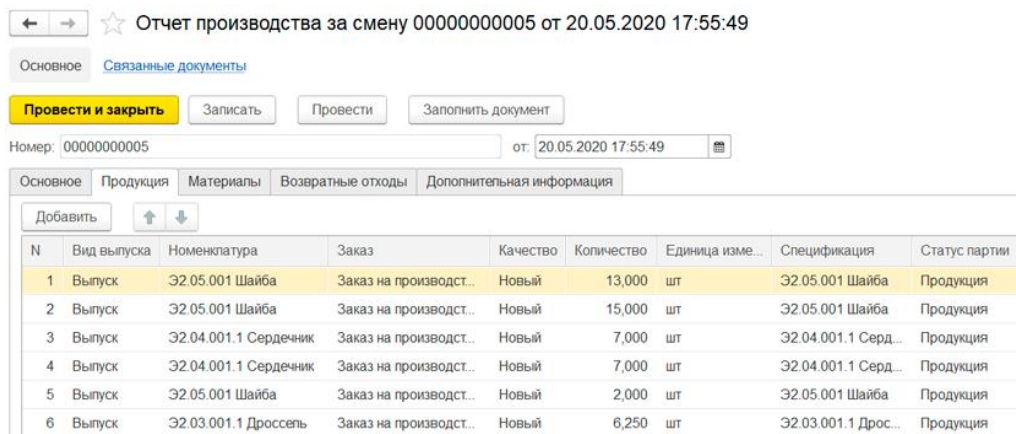 Отчет производства за смену 00000000005 от 20.05.2020 17:55:49
Основное Связанные документы
Провести и закрыть Записать Провести Заполнить документ
Номер: 00000000005 от: 20.05.2020 17:55:49
Основное Продукция Материалы Возвратные отходы Дополнительная информация
Добавить
N Вид выпуска Номенклатура Заказ Качество Количество Единица изме... Спецификация Статус партии
1 Выпуск Э2.05.001 Шайба Заказ на производст... Новый 13,000 шт Э2.05.001 Шайба Продукция
2 Выпуск Э2.05.001 Шайба Заказ на производст... Новый 15,000 шт Э2.05.001 Шайба Продукция
3 Выпуск Э2.04.001.1 Сердечник Заказ на производст... Новый 7,000 шт Э2.04.001.1 Серд... Продукция
4 Выпуск Э2.04.001.1 Сердечник Заказ на производст... Новый 7,000 шт Э2.04.001.1 Серд... Продукция
5 Выпуск Э2.05.001 Шайба Заказ на производст... Новый 2,000 шт Э2.05.001 Шайба Продукция
6 Выпуск Э2.03.001.1 Дроссель Заказ на производст... Новый 6,250 шт Э2.03.001.1 Дрос... Продукция